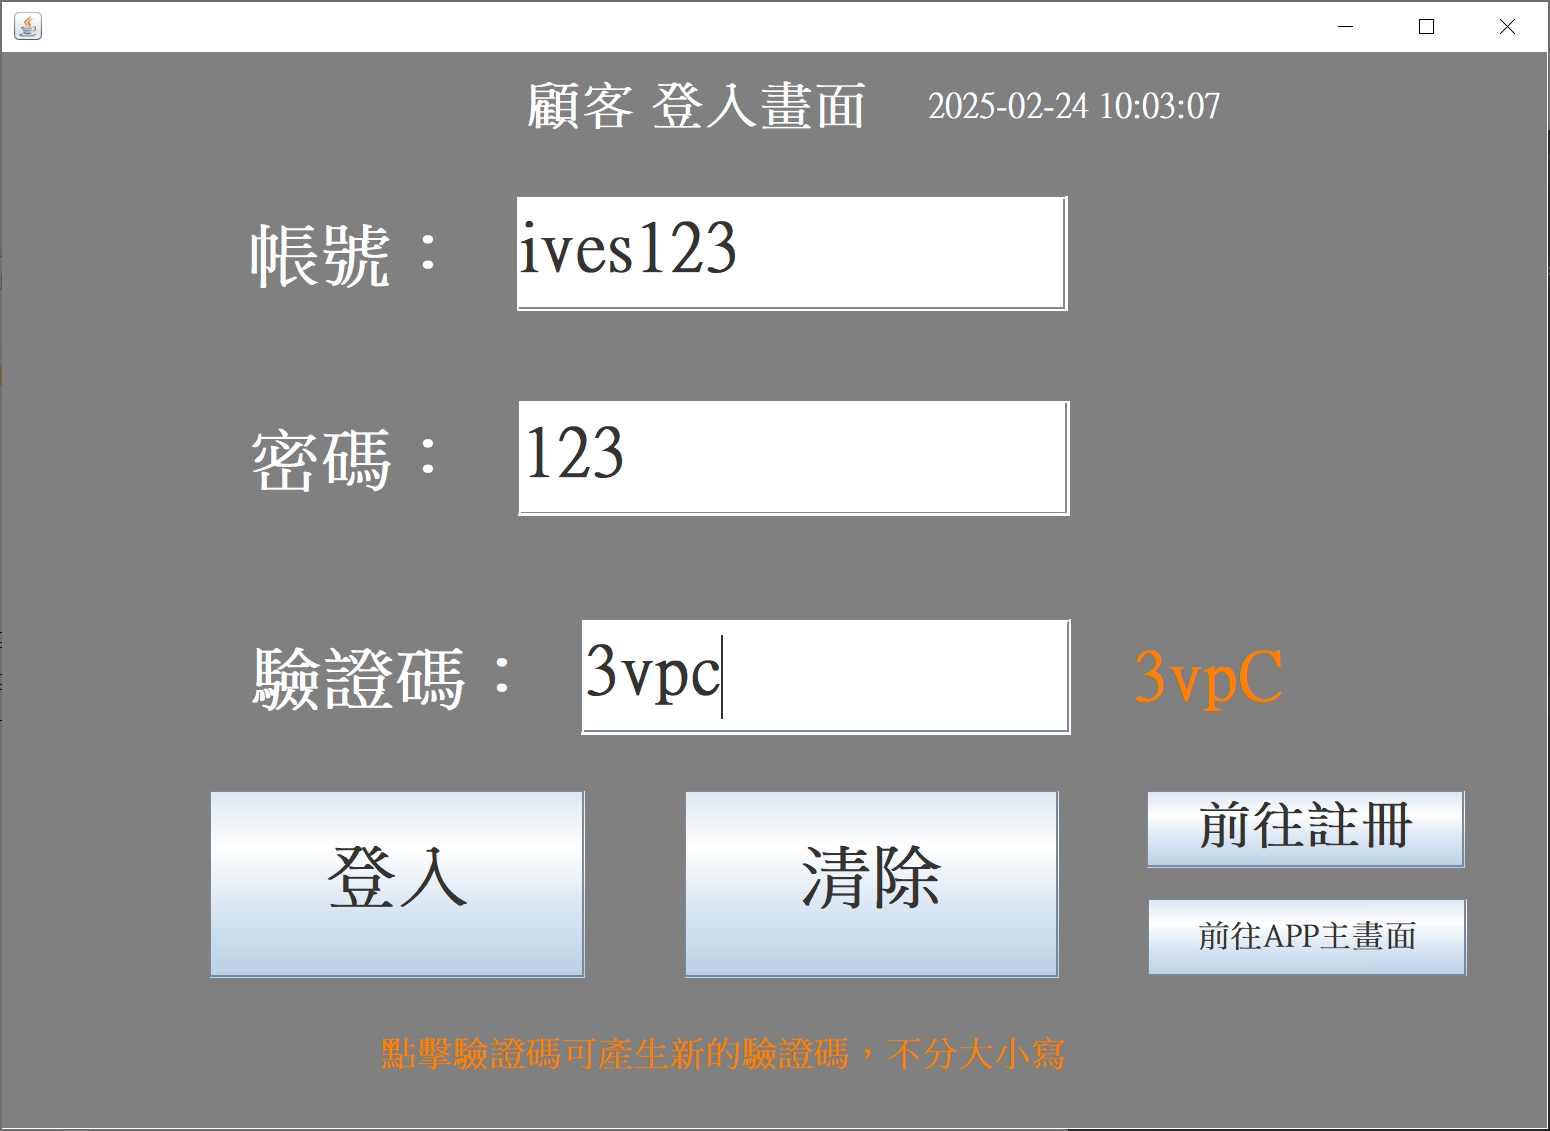 顧客 登入畫面 2025-02-24 10:03:07
帳號： ives123
密碼： 123
驗證碼： 3vpc 3vpC
登入 清除 前往註冊
前往APP主畫面
點擊驗證碼可產生新的驗證碼，不分大小寫